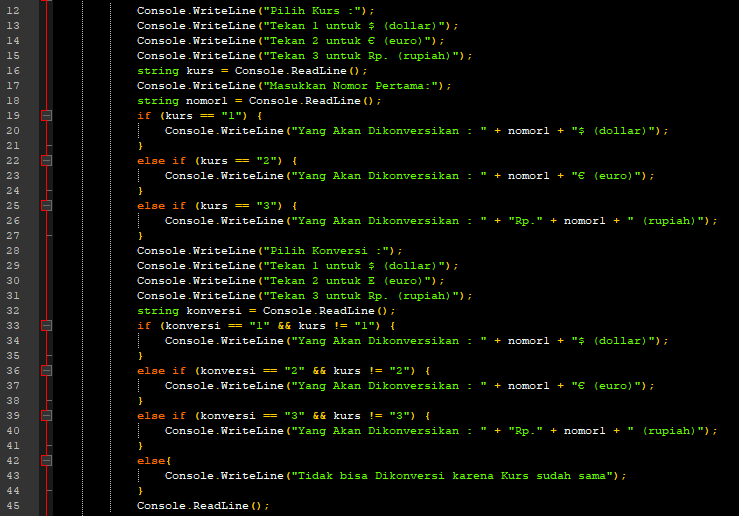 12 Console.WriteLine("Pilih Kurs :");
13 Console.WriteLine("Tekan 1 untuk $ (dollar)");
14 Console.WriteLine("Tekan 2 untuk € (euro)");
15 Console.WriteLine("Tekan 3 untuk Rp. (rupiah)");
16 string kurs = Console.ReadLine();
17 Console.WriteLine("Masukkan Nomor Pertama:");
18 string nomor1 = Console.ReadLine();
19 if (kurs == "1") {
20 Console.WriteLine("Yang Akan Dikonversikan : " + nomor1 + "$ (dollar)");
21 }
22 else if (kurs == "2") {
23 Console.WriteLine("Yang Akan Dikonversikan : " + nomor1 + "€ (euro)");
24 }
25 else if (kurs == "3") {
26 Console.WriteLine("Yang Akan Dikonversikan : " + "Rp." + nomor1 + " (rupiah)");
27 }
28 Console.WriteLine("Pilih Konversi :");
29 Console.WriteLine("Tekan 1 untuk $ (dollar)");
30 Console.WriteLine("Tekan 2 untuk E (euro)");
31 Console.WriteLine("Tekan 3 untuk Rp. (rupiah)");
32 string konversi = Console.ReadLine();
33 if (konversi == "1" && kurs != "1") {
34 Console.WriteLine("Yang Akan Dikonversikan : " + nomor1 + "$ (dollar)");
35 }
36 else if (konversi == "2" && kurs != "2") {
37 Console.WriteLine("Yang Akan Dikonversikan : " + nomor1 + "€ (euro)");
38 }
39 else if (konversi == "3" && kurs != "3") {
40 Console.WriteLine("Yang Akan Dikonversikan : " + "Rp." + nomor1 + " (rupiah)");
41 }
42 else{
43 Console.WriteLine("Tidak bisa Dikonversi karena Kurs sudah sama");
44 }
45 Console.ReadLine();